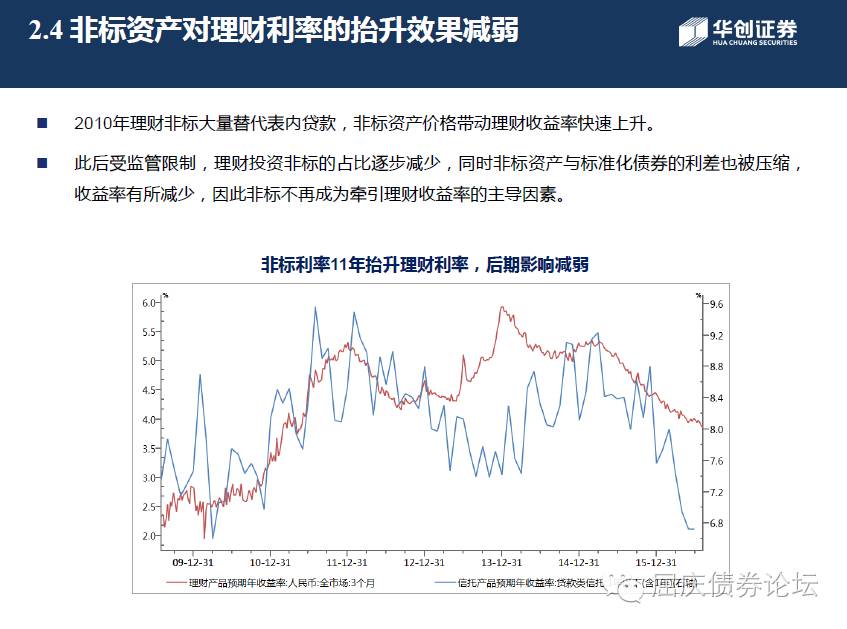 2.4 非标资产对理财利率的抬升效果减弱
华创证券
HUA CHUANG SECURITIES
2010年理财非标大量替代表内贷款，非标资产价格带动理财收益率快速上升。
此后受监管限制，理财投资非标的占比逐步减少，同时非标资产与标准化债券的利差也被压缩，
收益率有所减少，因此非标不再成为牵引理财收益率的主导因素。
非标利率11年抬升理财利率，后期影响减弱
% %
6.0 9.6
5.5 9.2
5.0 8.8
4.5 8.4
4.0 8.0
3.5 7.6
3.0 7.2
2.5 6.8
2.0
09-12-31 10-12-31 11-12-31 12-12-31 13-12-31 14-12-31 15-12-31
理财产品预期年收益率:人民币:全市场:3个月 信托产品预期年收益率:贷款类信托
屈庆债券论坛